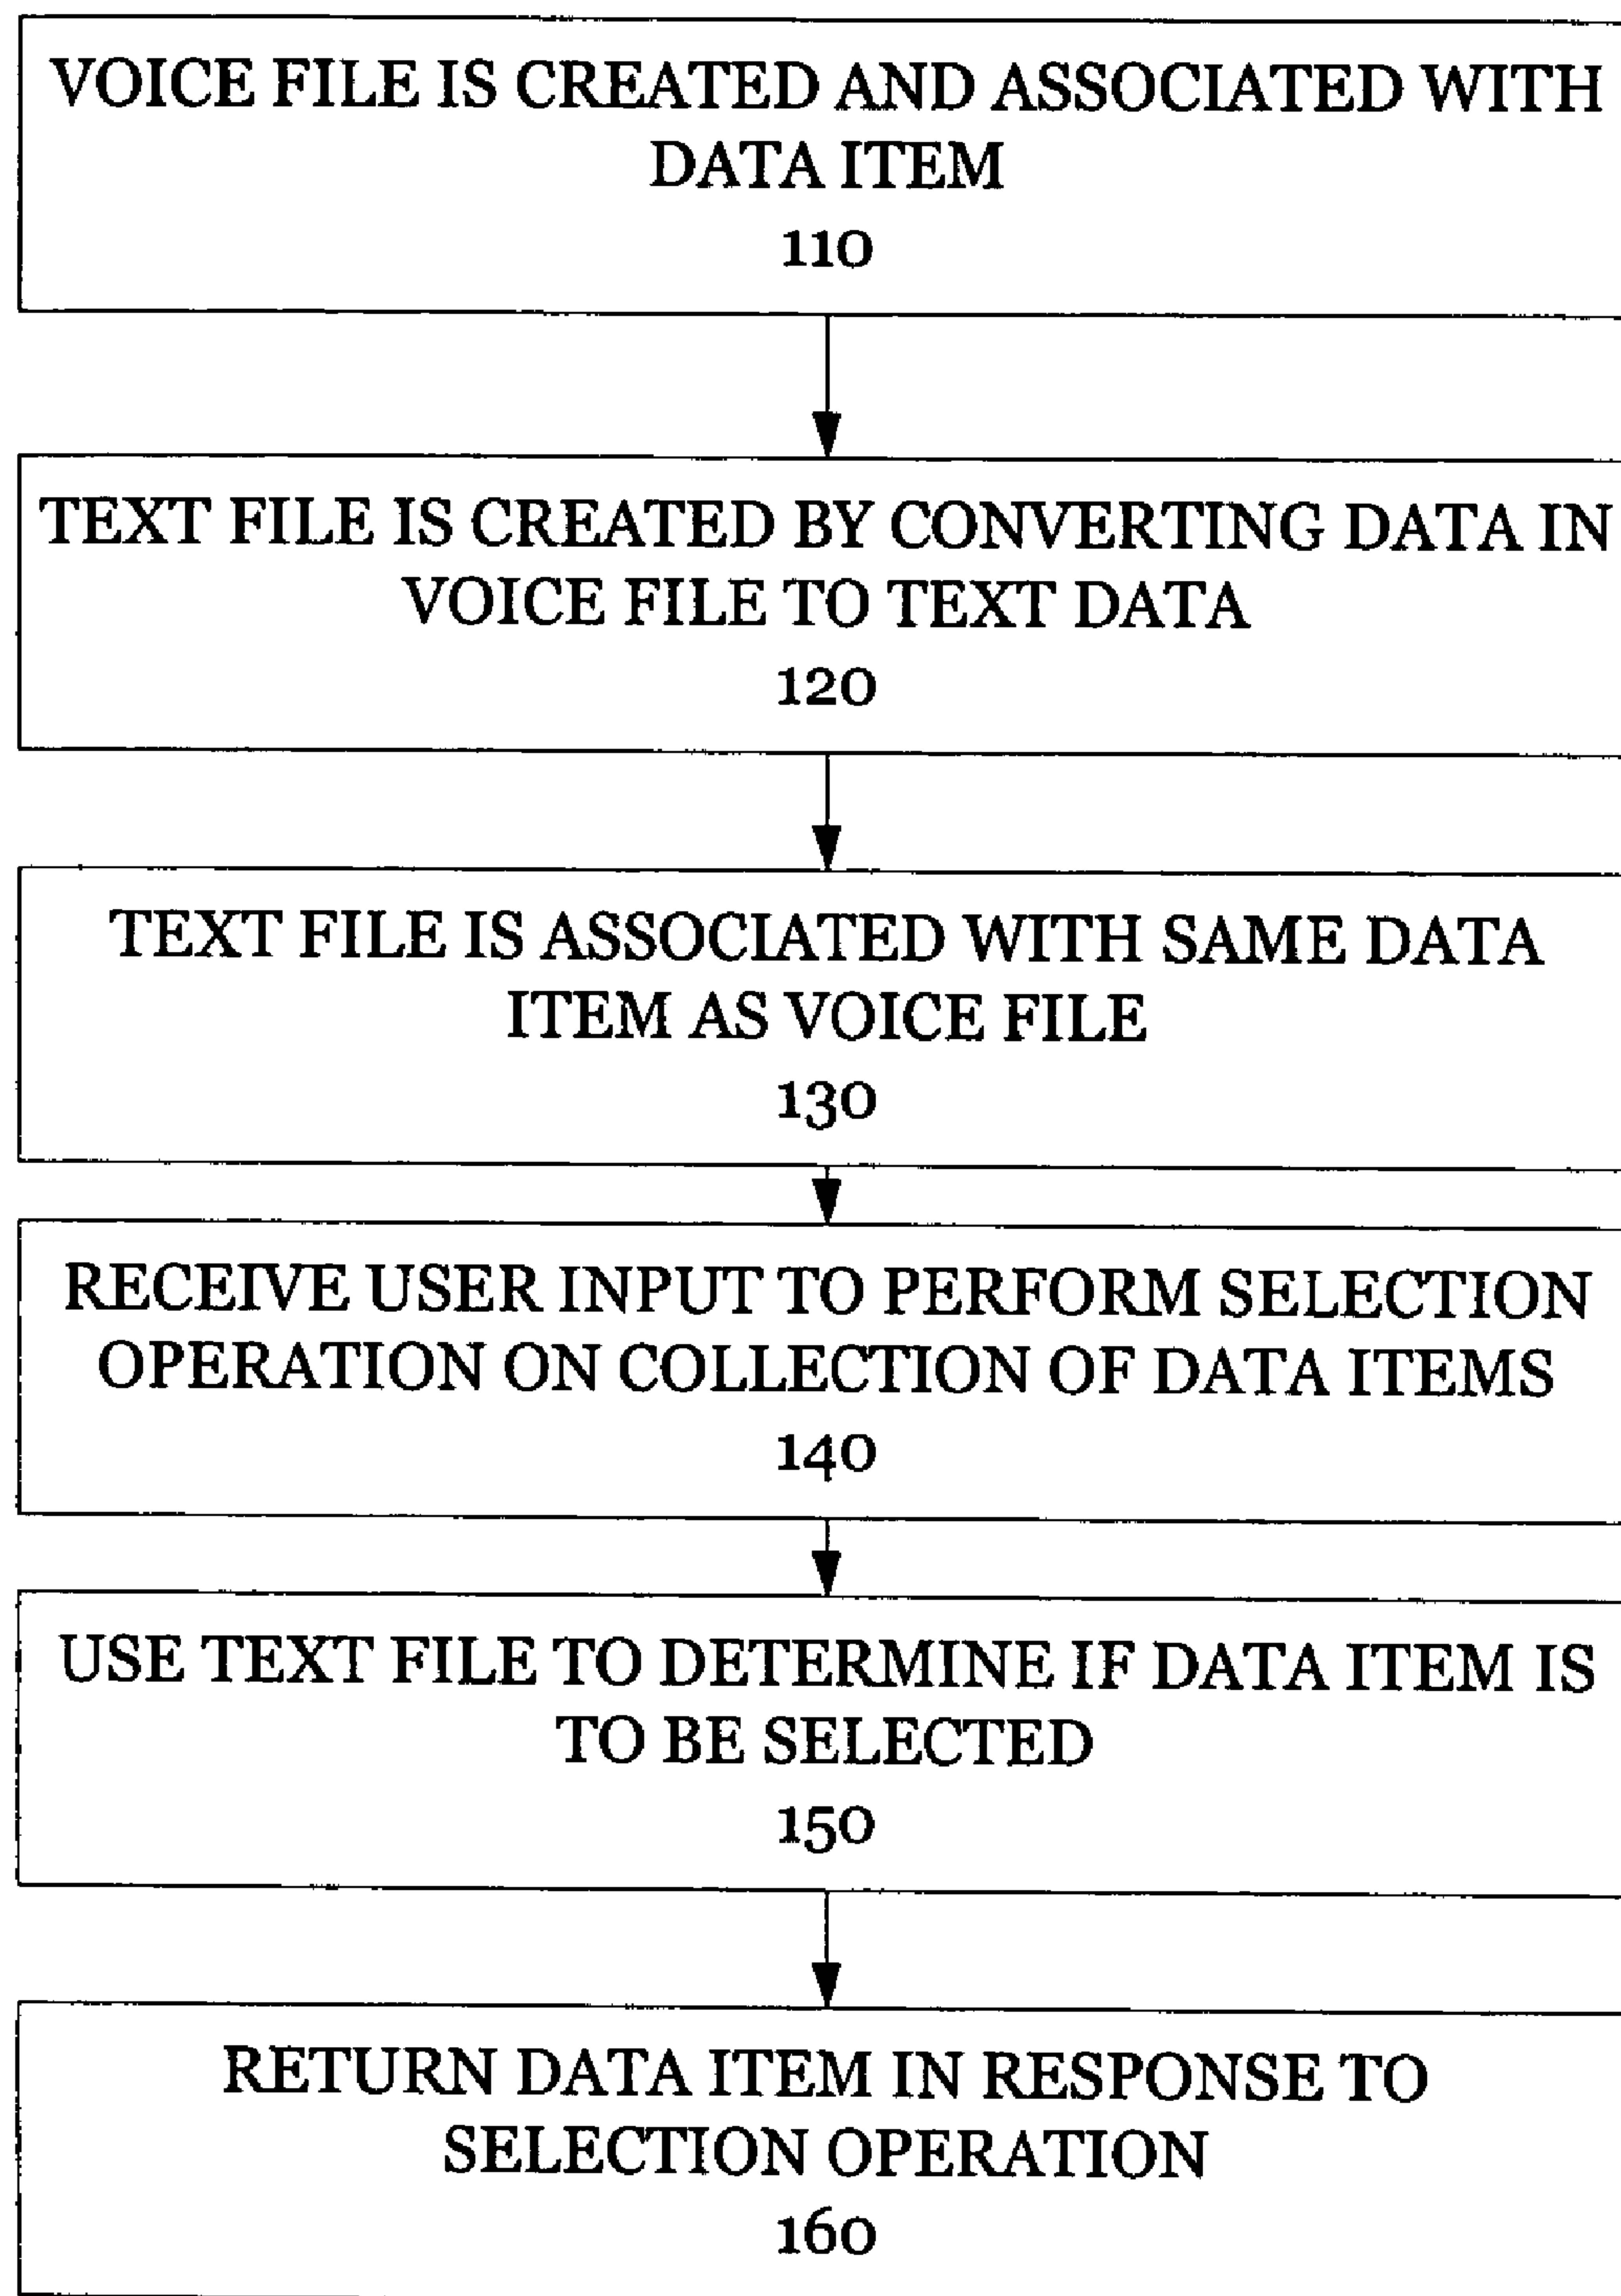 VOICE FILE IS CREATED AND ASSOCIATED WITH
DATA ITEM
110
TEXT FILE IS CREATED BY CONVERTING DATA IN
VOICE FILE TO TEXT DATA
120
TEXT FILE IS ASSOCIATED WITH SAME DATA
ITEM AS VOICE FILE
130
RECEIVE USER INPUT TO PERFORM SELECTION
OPERATION ON COLLECTION OF DATA ITEMS
140
USE TEXT FILE TO DETERMINE IF DATA ITEM IS
TO BE SELECTED
150
RETURN DATA ITEM IN RESPONSE TO
SELECTION OPERATION
160